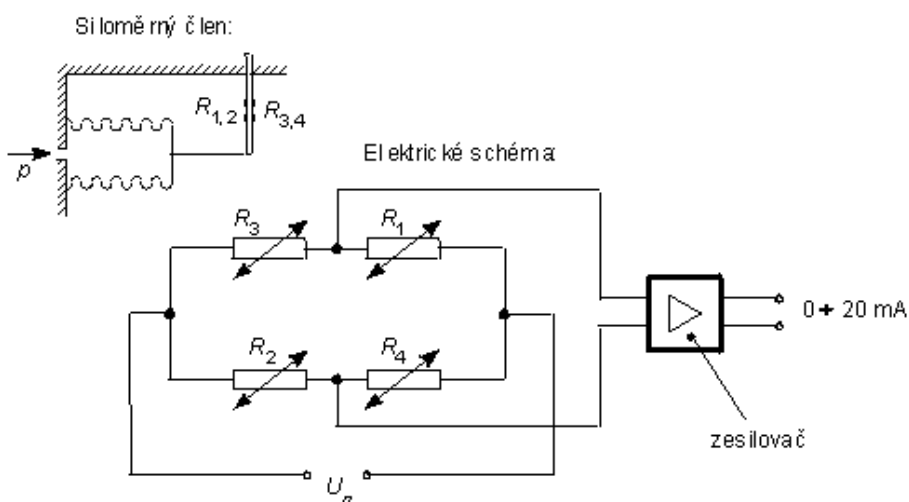 Siloměrný člen:
R1,2
R3,4
p
Elektrické schéma
R3
R1
R2
R4
0 ÷ 20 mA
zesilovač
Un